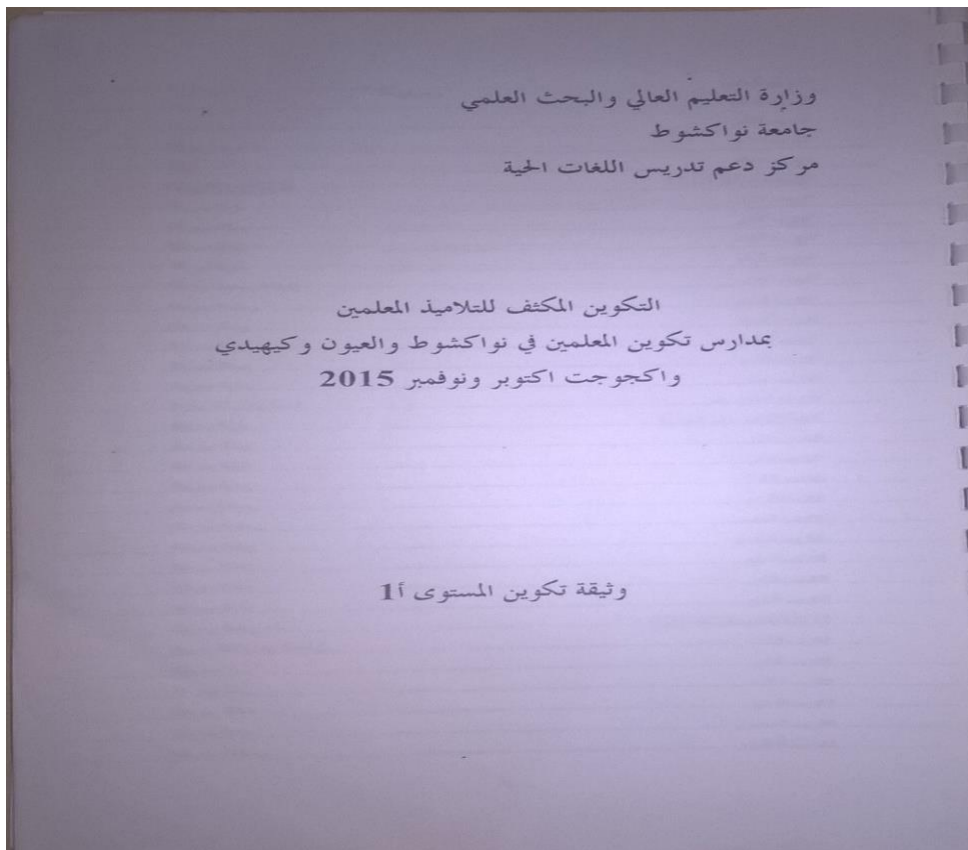 وزارة التعليم العالي والبحث العلمي
جامعة نواكشوط
مركز دعم تدريس اللغات الحية
التكوين المكثف للتلاميذ المعلمين
بمدارس تكوين المعلمين في نواكشوط والعيون وكيهيدي
واكجوجت اكتوبر ونوفمبر 2015
وثيقة تكوين المستوى أ1